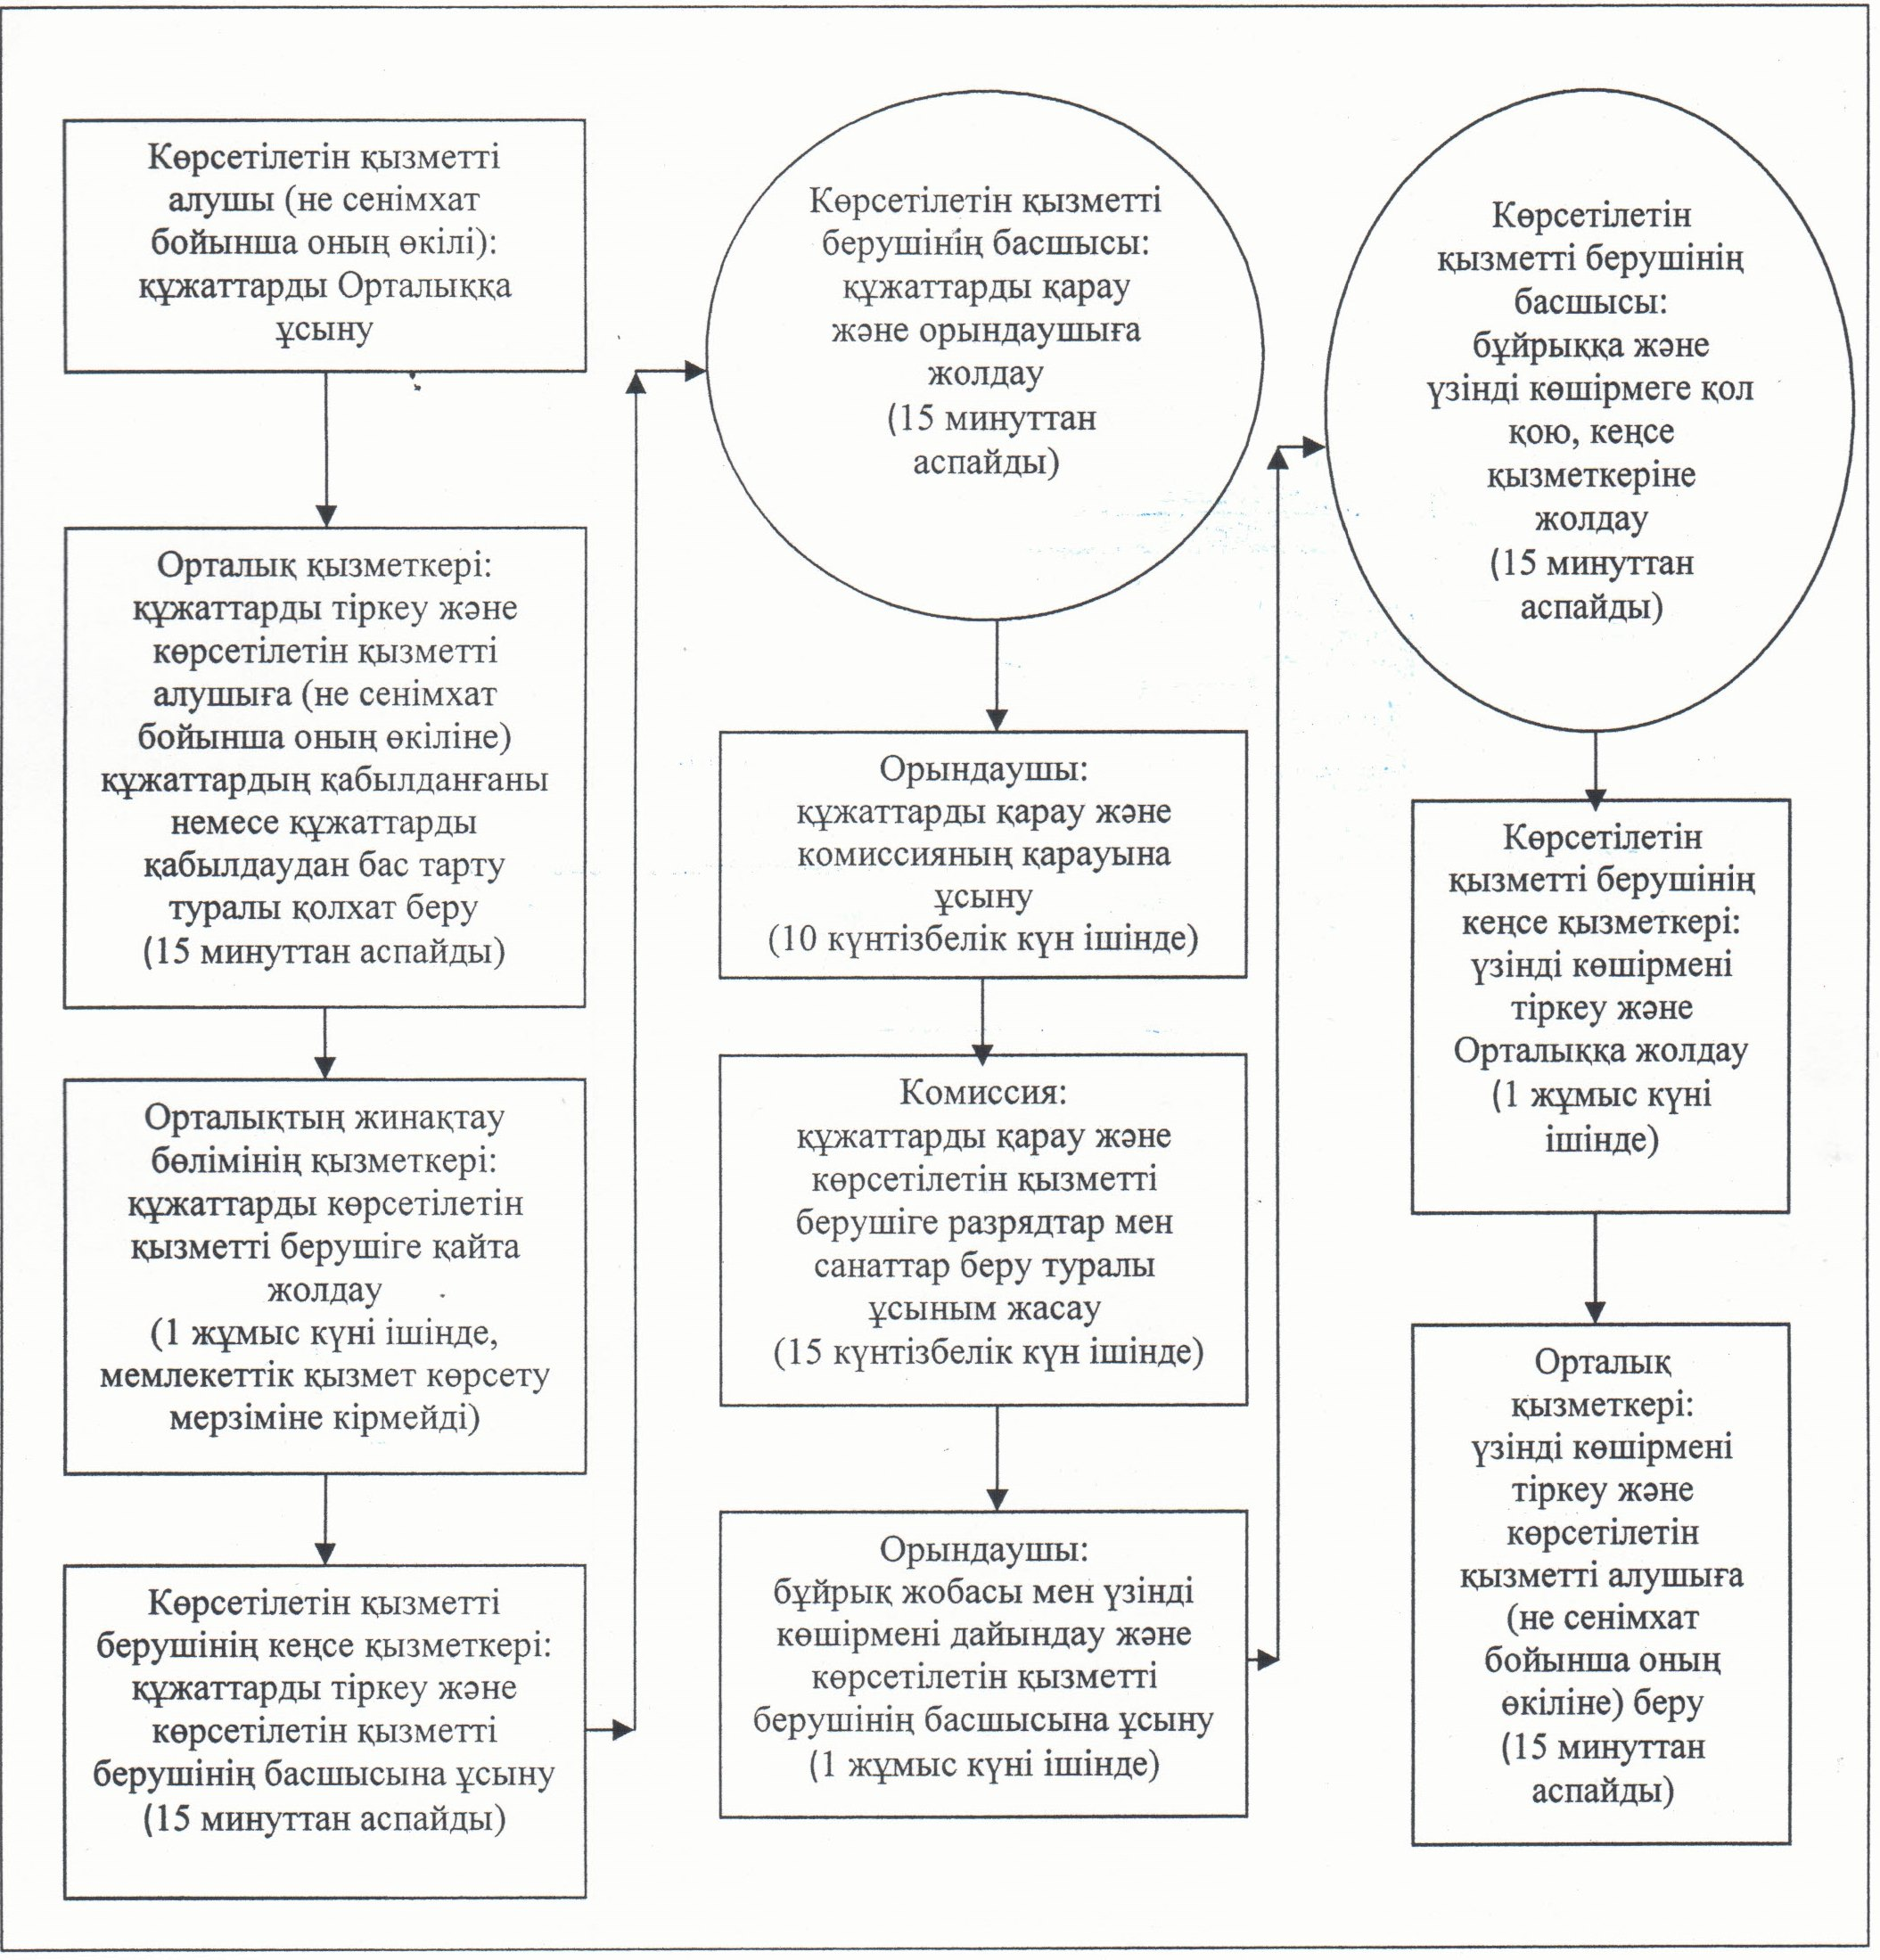 Көрсетілетін қызметті
алушы (не сенімхат
бойынша оның өкілі):
құжаттарды Орталыққа
ұсыну
Орталық қызметкері:
құжаттарды тіркеу және
көрсетілетін қызметті
алушыға (не сенімхат
бойынша оның өкіліне)
құжаттардың қабылданғаны
немесе құжаттарды
қабылдаудан бас тарту
туралы қолхат беру
(15 минуттан аспайды)
Орталықтың жинақтау
бөлімінің қызметкері:
құжаттарды көрсетілетін
қызметті берушіге қайта
жолдау
(1 жұмыс күні ішінде,
мемлекеттік қызмет көрсету
мерзіміне кірмейді)
Көрсетілетін қызметті
берушінің кеңсе қызметкері:
құжаттарды тіркеу және
көрсетілетін қызметті
берушінің басшысына ұсыну
(15 минуттан аспайды)
Көрсетілетін қызметті
берушінің басшысы:
құжаттарды қарау
және орындаушыға
жолдау
(15 минуттан
аспайды)
Орындаушы:
құжаттарды қарау және
комиссияның қарауына
ұсыну
(10 күнтізбелік күн ішінде)
Комиссия:
құжаттарды қарау және
көрсетілетін қызметті
берушіге разрядтар мен
санаттар беру туралы
ұсыным жасау
(15 күнтізбелік күн ішінде)
Орындаушы:
бұйрық жобасы мен үзінді
көшірмені дайындау және
көрсетілетін қызметті
берушінің басшысына ұсыну
(1 жұмыс күні ішінде)
Көрсетілетін
қызметті берушінің
басшысы:
бұйрыққа және
үзінді көшірмеге қол
қою, кеңсе
қызметкеріне
жолдау
(15 минуттан
аспайды)
Көрсетілетін
қызметті берушінің
кеңсе қызметкері:
үзінді көшірмені
тіркеу және
Орталыққа жолдау
(1 жұмыс күні
ішінде)
Орталық
қызметкері:
үзінді көшірмені
тіркеу және
көрсетілетін
қызметті алушыға
(не сенімхат
бойынша оның
өкіліне) беру
(15 минуттан
аспайды)